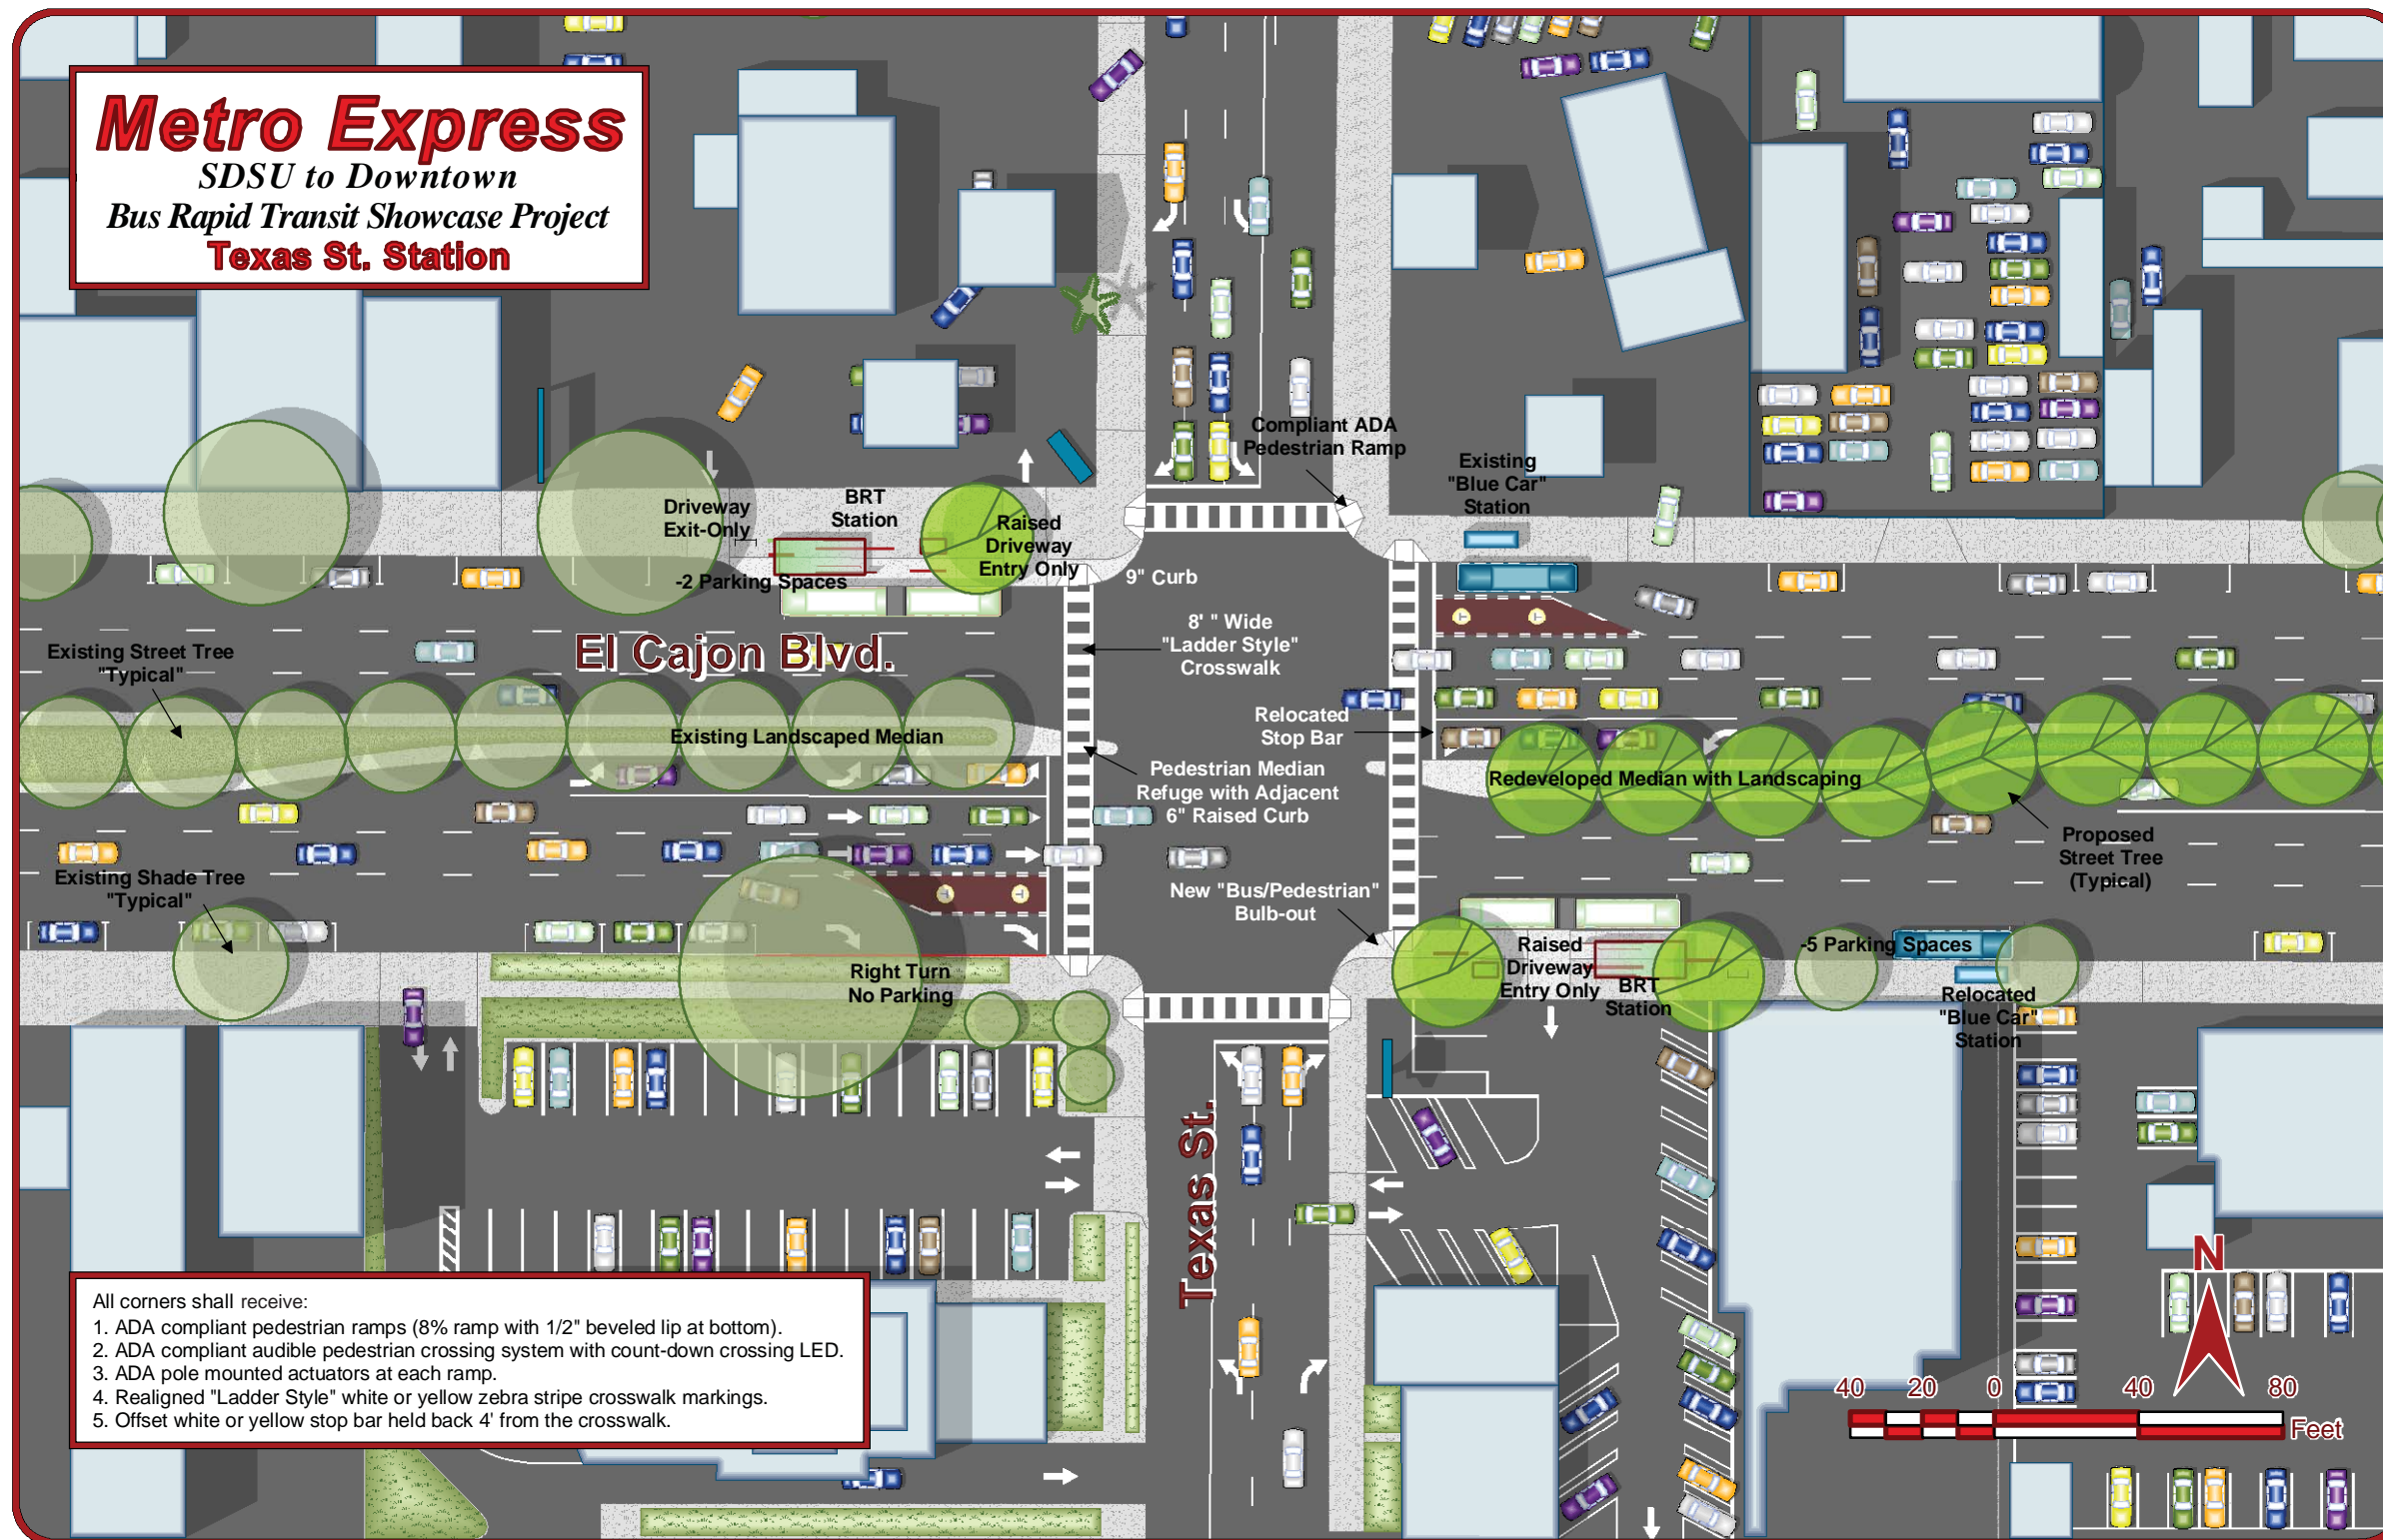 Metro Express
SDSU to Downtown
Bus Rapid Transit Showcase Project
Texas St. Station
Compliant ADA
Pedestrian Ramp
Existing
"Blue Car"
Station
Driveway
Exit-Only
BRT
Station
Raised
Driveway
Entry Only
-2 Parking Spaces
9" Curb
8' " Wide
"Ladder Style"
Crosswalk
El Cajon Blvd.
Existing Street Tree
"Typical"
Existing Landscaped Median
Relocated
Stop Bar
Pedestrian Median
Refuge with Adjacent
6" Raised Curb
Redeveloped Median with Landscaping
Proposed
Street Tree
(Typical)
Existing Shade Tree
"Typical"
New "Bus/Pedestrian"
Bulb-out
Right Turn
No Parking
Raised
Driveway
Entry Only
BRT
Station
-5 Parking Spaces
Relocated
"Blue Car"
Station
Texas St.
All corners shall receive:
1. ADA compliant pedestrian ramps (8% ramp with 1/2" beveled lip at bottom).
2. ADA compliant audible pedestrian crossing system with count-down crossing LED.
3. ADA pole mounted actuators at each ramp.
4. Realigned "Ladder Style" white or yellow zebra stripe crosswalk markings.
5. Offset white or yellow stop bar held back 4' from the crosswalk.
N
40 20 0 40 80
Feet